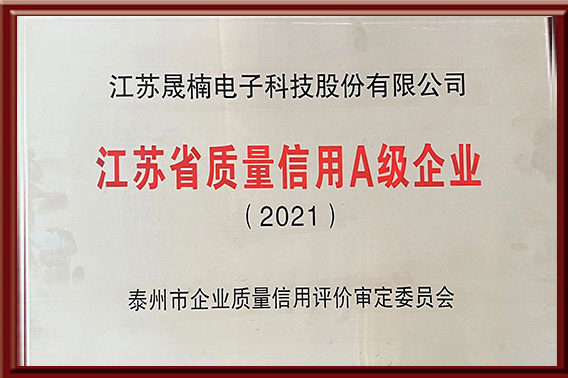 江苏晟楠电子科技股份有限公司
江苏省质量信用A级企业
（2021）
泰州市企业质量信用评价审定委员会